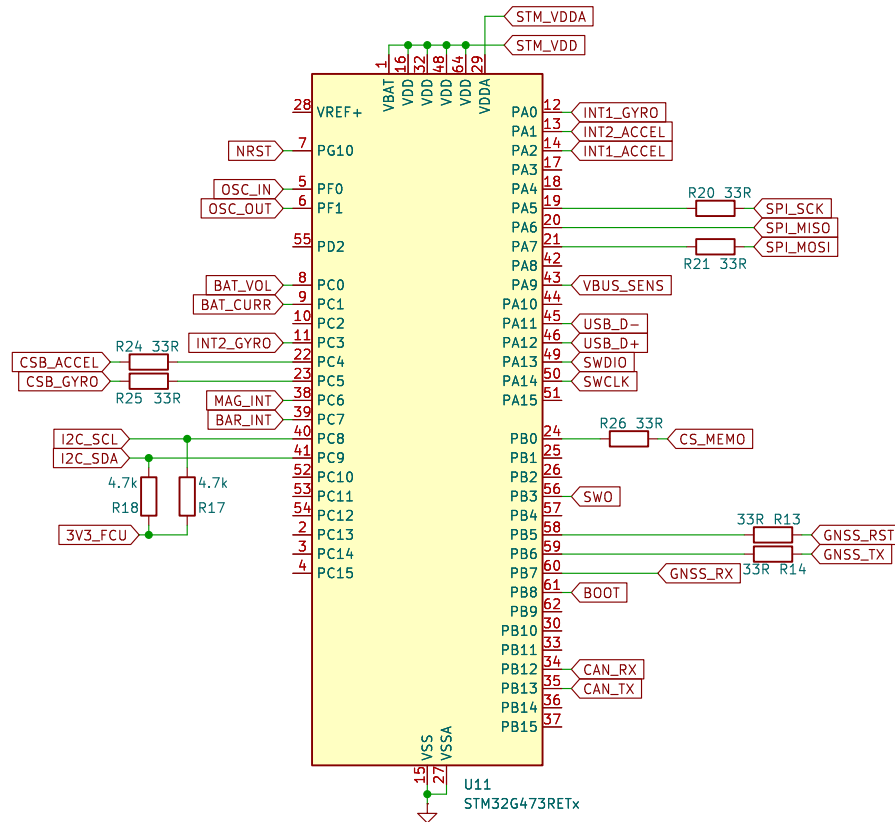 STM_VDDA
STM_VDD
1 16 32 48 64 29
VBAT VDD VDD VDD VDD VDDA
28 VREF+
NRST 7 PG10
OSC_IN 5 PF0
OSC_OUT 6 PF1
55 PD2
BAT_VOL 8 PC0
BAT_CURR 9 PC1
10 PC2
INT2_GYRO 11 PC3
CSB_ACCEL R24 33R 22 PC4
CSB_GYRO R25 33R 23 PC5
MAG_INT 38 PC6
BAR_INT 39 PC7
I2C_SCL 40 PC8
I2C_SDA 41 PC9
4.7k R18
4.7k R17
3V3_FCU
52 PC10
53 PC11
54 PC12
2 PC13
3 PC14
4 PC15
PA0 12 INT1_GYRO
PA1 13 INT2_ACCEL
PA2 14 INT1_ACCEL
PA3 17
PA4 18
PA5 19 R20 33R SPI_SCK
PA6 20 SPI_MISO
PA7 21 R21 33R SPI_MOSI
PA8 42
PA9 43 VBUS_SENS
PA10 44
PA11 45 USB_D-
PA12 46 USB_D+
PA13 49 SWDIO
PA14 50 SWCLK
PA15 51
PB0 24 R26 33R CS_MEMO
PB1 25
PB2 26
PB3 56 SWO
PB4 57
PB5 58 33R R13 GNSS_RST
PB6 59 33R R14 GNSS_TX
PB7 60 GNSS_RX
PB8 61 BOOT
PB9 62
PB10 30
PB11 33
PB12 34 CAN_RX
PB13 35 CAN_TX
PB14 36
PB15 37
VSS VSSA
15 27
U11
STM32G473RETx